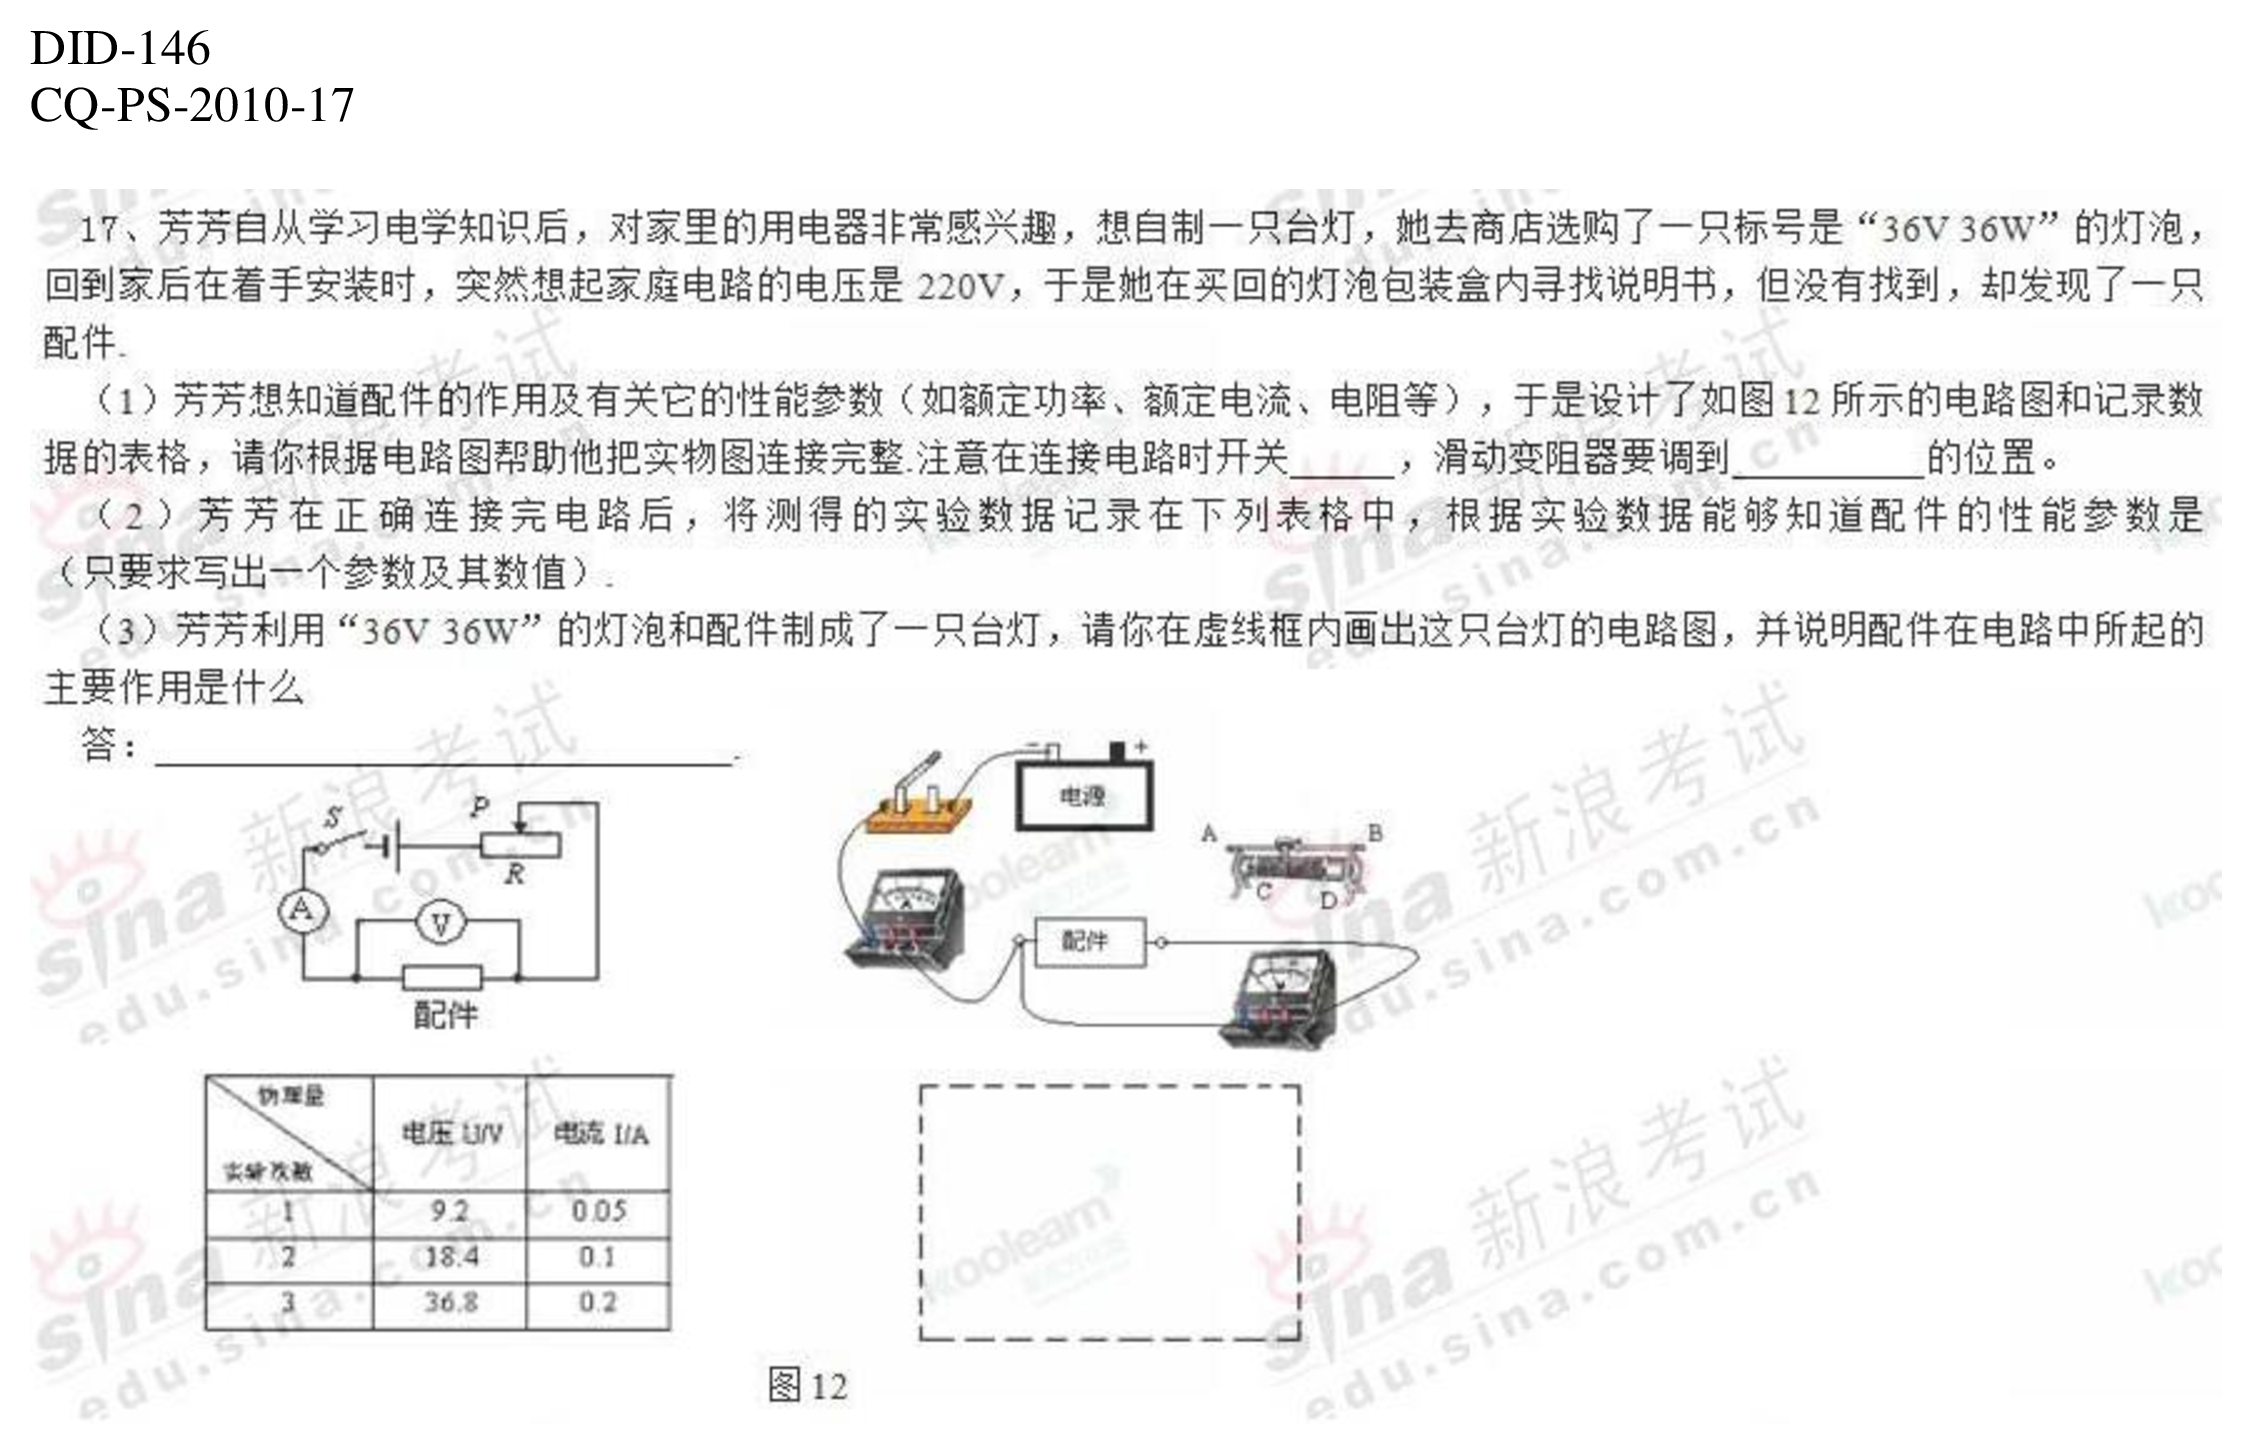 DID-146
CQ-PS-2010-17
17、芳芳自从学习电学知识后，对家里的用电器非常感兴趣，想自制一只台灯，她去商店选购了一只标号是“36V 36W”的灯泡，
回到家后在着手安装时，突然想起家庭电路的电压是 220V，于是她在买回的灯泡包装盒内寻找说明书，但没有找到，却发现了一只
配件.
（1）芳芳想知道配件的作用及有关它的性能参数（如额定功率、额定电流、电阻等），于是设计了如图 12 所示的电路图和记录数
据的表格，请你根据电路图帮助他把实物图连接完整.注意在连接电路时开关_____，滑动变阻器要调到_________的位置。
（2）芳芳在正确连接完电路后，将测得的实验数据记录在下列表格中，根据实验数据能够知道配件的性能参数是
（只要求写出一个参数及其数值）.
（3）芳芳利用“36V 36W”的灯泡和配件制成了一只台灯，请你在虚线框内画出这只台灯的电路图，并说明配件在电路中所起的
主要作用是什么
答：___________________________.
S P
R
A V
配件
- +
电源
A B
C D
配件
物理量
实验次数 电压 U/V 电流 I/A
1 9.2 0.05
2 18.4 0.1
3 36.8 0.2
图 12
sina 新浪考试
edu.sina.com.cn
koolearn